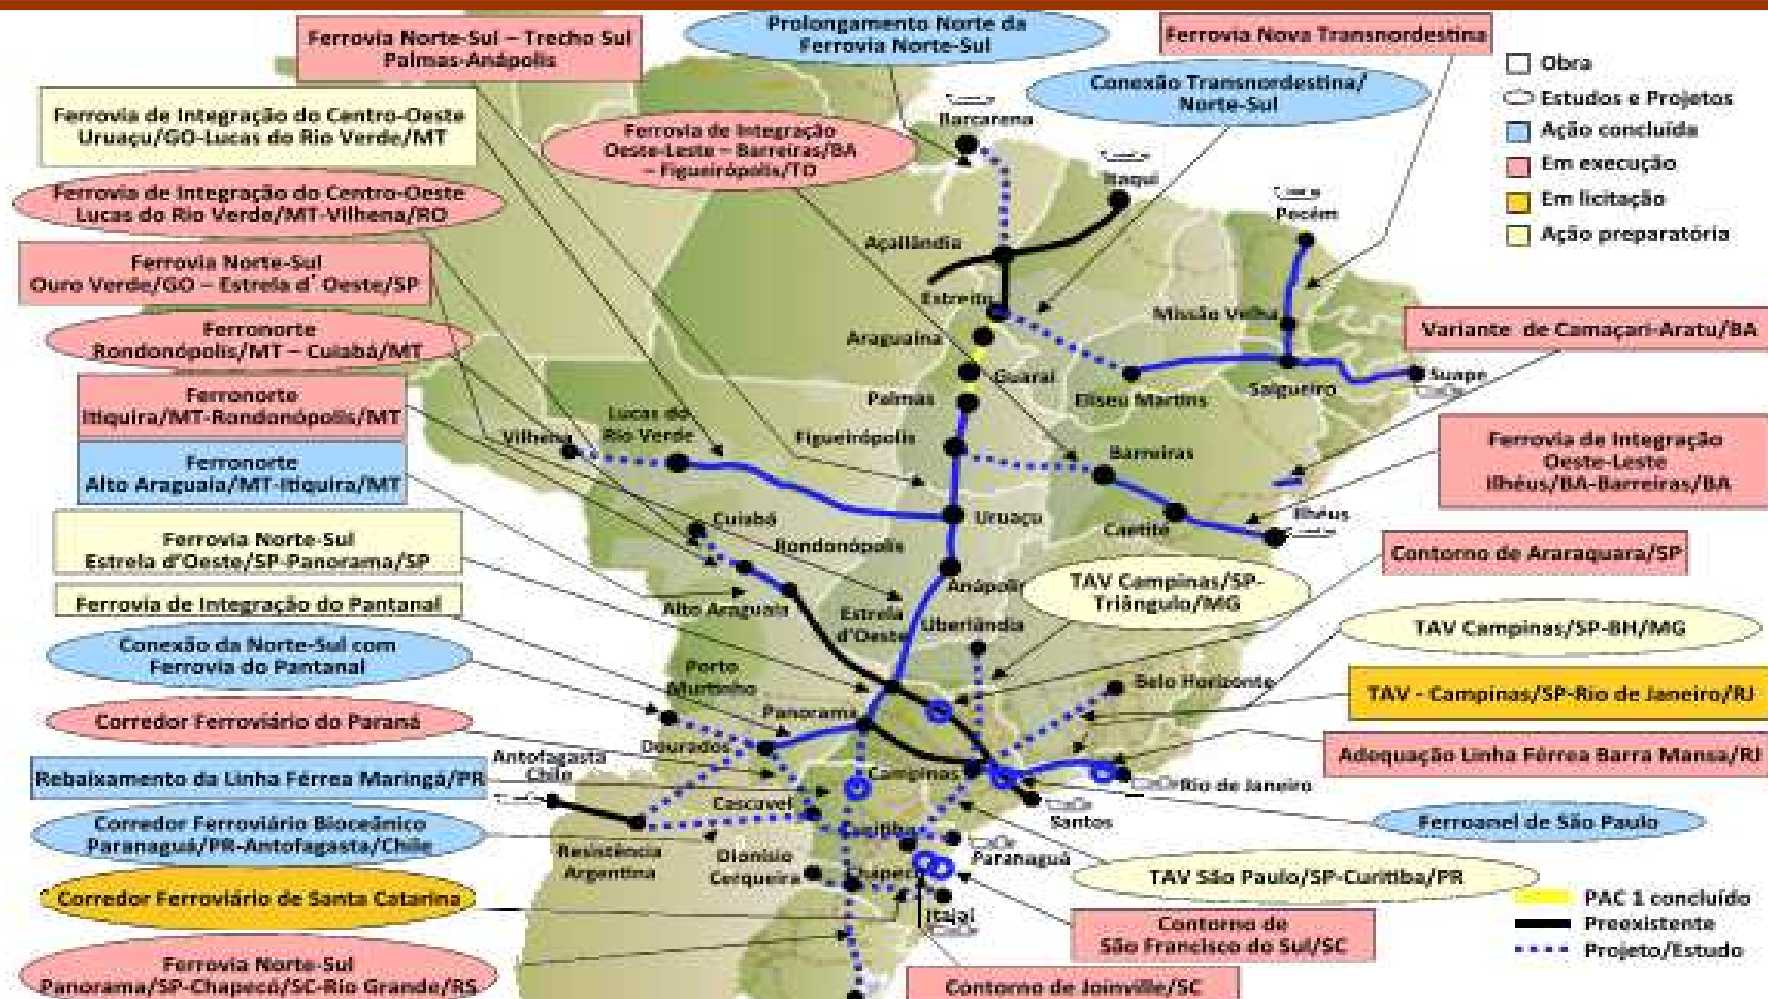 Ferrovia Norte-Sul – Trecho Sul
Palmas-Anápolis
Prolongamento Norte da
Ferrovia Norte-Sul
Ferrovia Nova Transnordestina
Conexão Transnordestina/
Norte-Sul
Obra
Estudos e Projetos
Ação concluída
Em execução
Em licitação
Ação preparatória
Ferrovia de Integração do Centro-Oeste
Uruaçu/GO-Lucas do Rio Verde/MT
Ferrovia de Integração
Oeste-Leste – Barreiras/BA
– Figueirópolis/TO
Ferrovia de Integração do Centro-Oeste
Lucas do Rio Verde/MT-Vilhena/RO
Ferrovia Norte-Sul
Ouro Verde/GO – Estrela d' Oeste/SP
Ferronorte
Rondonópolis/MT – Cuiabá/MT
Ferronorte
Itiquira/MT-Rondonópolis/MT
Ferronorte
Alto Araguaia/MT-Itiquira/MT
Ferrovia Norte-Sul
Estrela d'Oeste/SP-Panorama/SP
Ferrovia de Integração do Pantanal
Conexão da Norte-Sul com
Ferrovia do Pantanal
Corredor Ferroviário do Paraná
Rebaixamento da Linha Férrea Maringá/PR
Corredor Ferroviário Bioceânico
Paranaguá/PR-Antofagasta/Chile
Corredor Ferroviário de Santa Catarina
Ferrovia Norte-Sul
Panorama/SP-Chapecó/SC-Rio Grande/RS
Barcarena
Itaqui
Pecém
Açailândia
Estreito
Araguaína
Guaraí
Palmas
Missão Velha
Salgueiro
Suape
Eliseu Martins
Figueirópolis
Lucas do
Rio Verde
Vilhena
Barreiras
Uruaçu
Caetité
Ilhéus
Cuiabá
Rondonópolis
Anápolis
Alto Araguaia
Estrela
d'Oeste
Uberlândia
Porto
Murtinho
Belo Horizonte
Panorama
Dourados
Antofagasta
Chile
Campinas
Rio de Janeiro
Cascavel
Santos
Curitiba
Paranaguá
Resistência
Argentina
Dionísio
Cerqueira
Chapecó
Itajaí
Variante de Camaçari-Aratu/BA
Ferrovia de Integração
Oeste-Leste
Ilhéus/BA-Barreiras/BA
Contorno de Araraquara/SP
TAV Campinas/SP-
Triângulo/MG
TAV Campinas/SP-BH/MG
TAV - Campinas/SP-Rio de Janeiro/RJ
Adequação Linha Férrea Barra Mansa/RJ
Ferroanel de São Paulo
TAV São Paulo/SP-Curitiba/PR
Contorno de
São Francisco do Sul/SC
Contorno de Joinville/SC
PAC 1 concluído
Preexistente
Projeto/Estudo